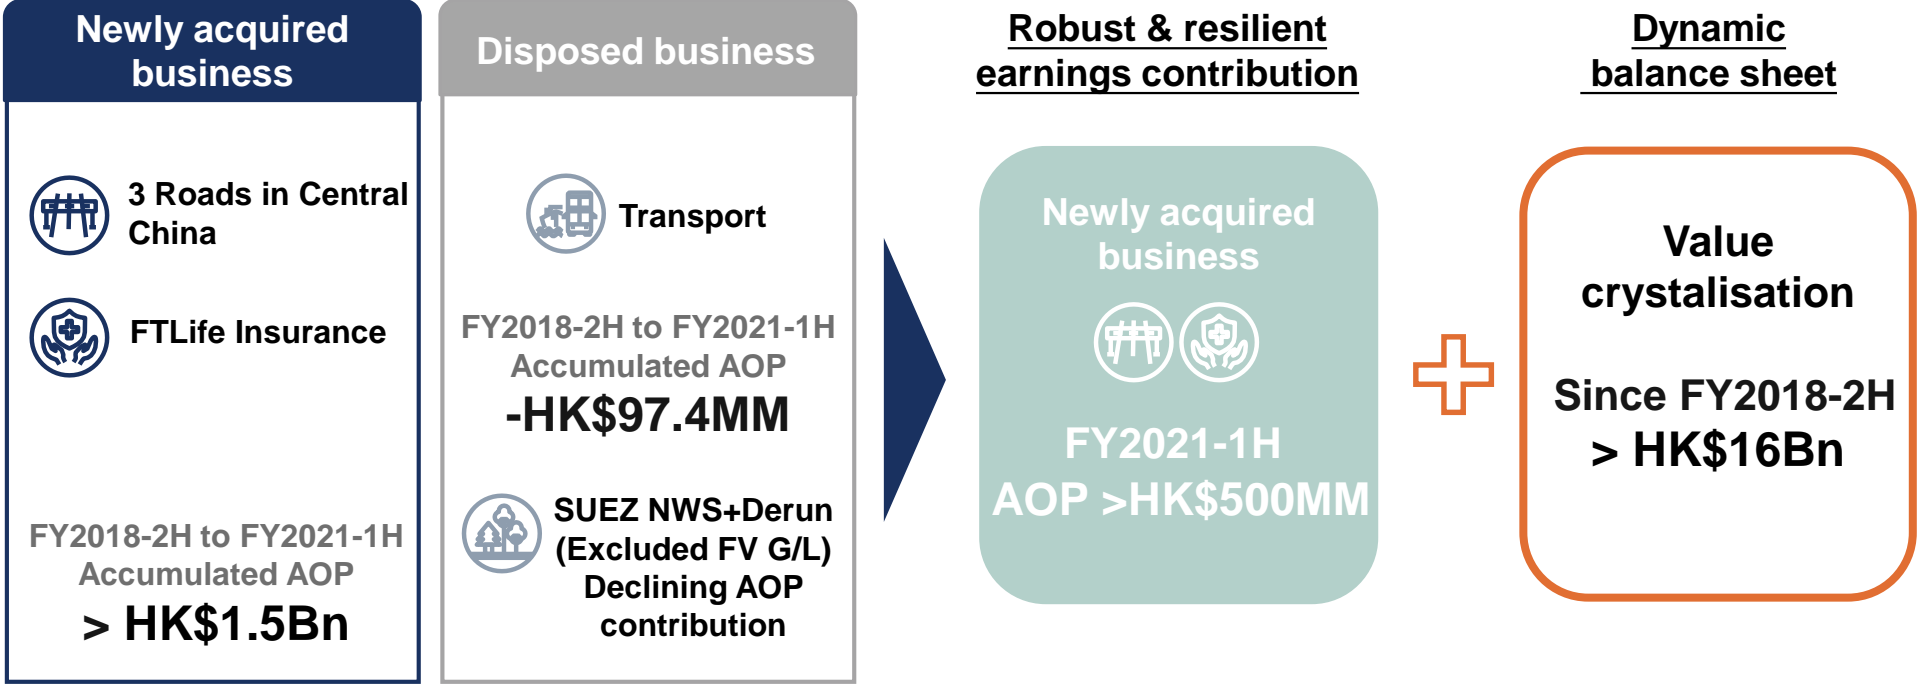 Newly acquired
business
3 Roads in Central
China
FTLife Insurance
FY2018-2H to FY2021-1H
Accumulated AOP
> HK$1.5Bn
Disposed business
Transport
FY2018-2H to FY2021-1H
Accumulated AOP
-HK$97.4MM
SUEZ NWS+Derun
(Excluded FV G/L)
Declining AOP
contribution
Robust & resilient
earnings contribution
Newly acquired
business
FY2021-1H
AOP >HK$500MM
Dynamic
balance sheet
Value
crystalisation
Since FY2018-2H
> HK$16Bn